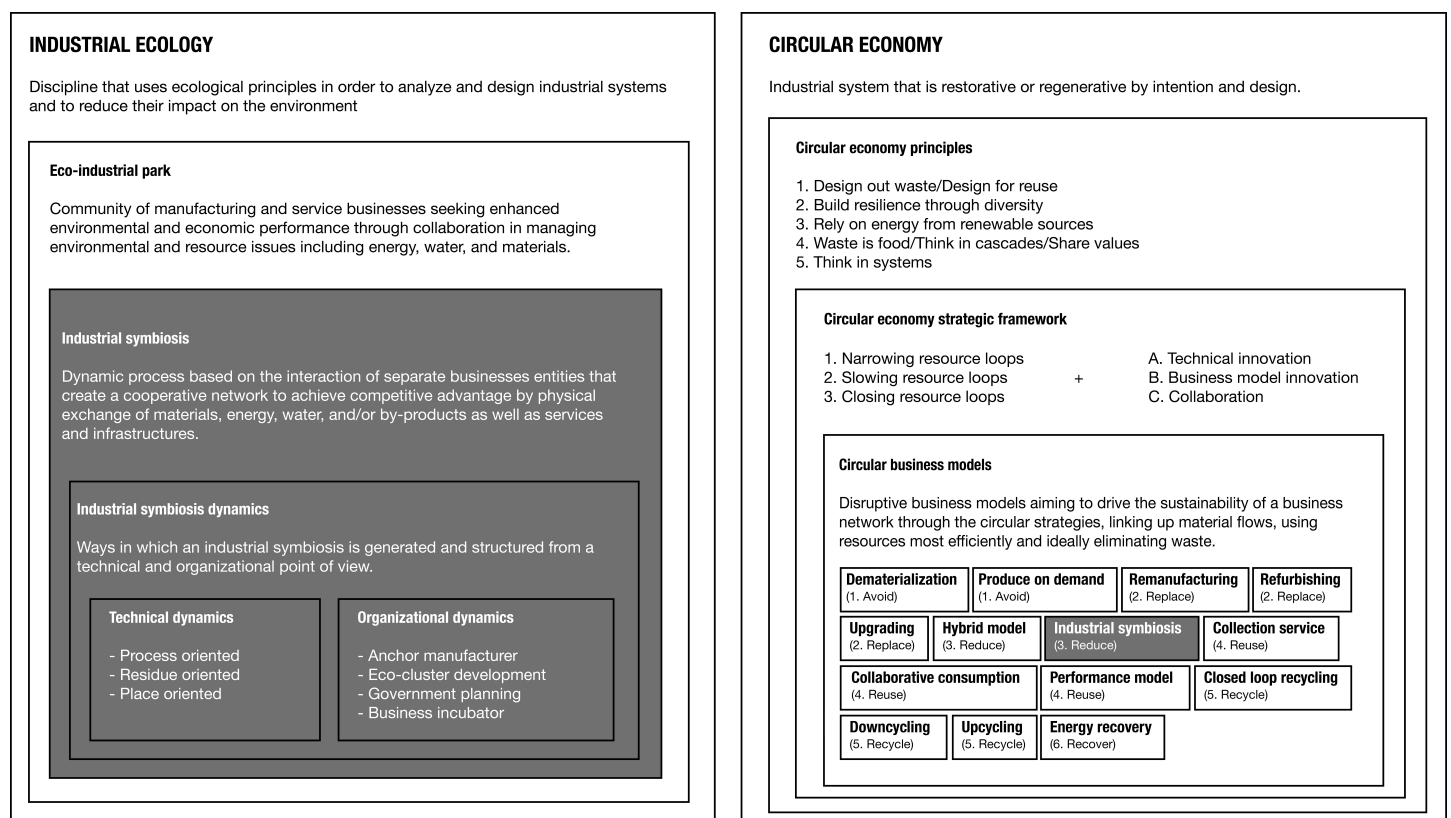 INDUSTRIAL ECOLOGY
Discipline that uses ecological principles in order to analyze and design industrial systems
and to reduce their impact on the environment
Eco-industrial park
Community of manufacturing and service businesses seeking enhanced
environmental and economic performance through collaboration in managing
environmental and resource issues including energy, water, and materials.
Industrial symbiosis
Dynamic process based on the interaction of separate businesses entities that
create a cooperative network to achieve competitive advantage by physical
exchange of materials, energy, water, and/or by-products as well as services
and infrastructures.
Industrial symbiosis dynamics
Ways in which an industrial symbiosis is generated and structured from a
technical and organizational point of view.
Technical dynamics
- Process oriented
- Residue oriented
- Place oriented
Organizational dynamics
- Anchor manufacturer
- Eco-cluster development
- Government planning
- Business incubator
CIRCULAR ECONOMY
Industrial system that is restorative or regenerative by intention and design.
Circular economy principles
1. Design out waste/Design for reuse
2. Build resilience through diversity
3. Rely on energy from renewable sources
4. Waste is food/Think in cascades/Share values
5. Think in systems
Circular economy strategic framework
1. Narrowing resource loops
2. Slowing resource loops
3. Closing resource loops
+
A. Technical innovation
B. Business model innovation
C. Collaboration
Circular business models
Disruptive business models aiming to drive the sustainability of a business
network through the circular strategies, linking up material flows, using
resources most efficiently and ideally eliminating waste.
Dematerialization
(1. Avoid)
Produce on demand
(1. Avoid)
Remanufacturing
(2. Replace)
Refurbishing
(2. Replace)
Upgrading
(2. Replace)
Hybrid model
(3. Reduce)
Industrial symbiosis
(3. Reduce)
Collection service
(4. Reuse)
Collaborative consumption
(4. Reuse)
Performance model
(4. Reuse)
Closed loop recycling
(5. Recycle)
Downcycling
(5. Recycle)
Upcycling
(5. Recycle)
Energy recovery
(6. Recover)